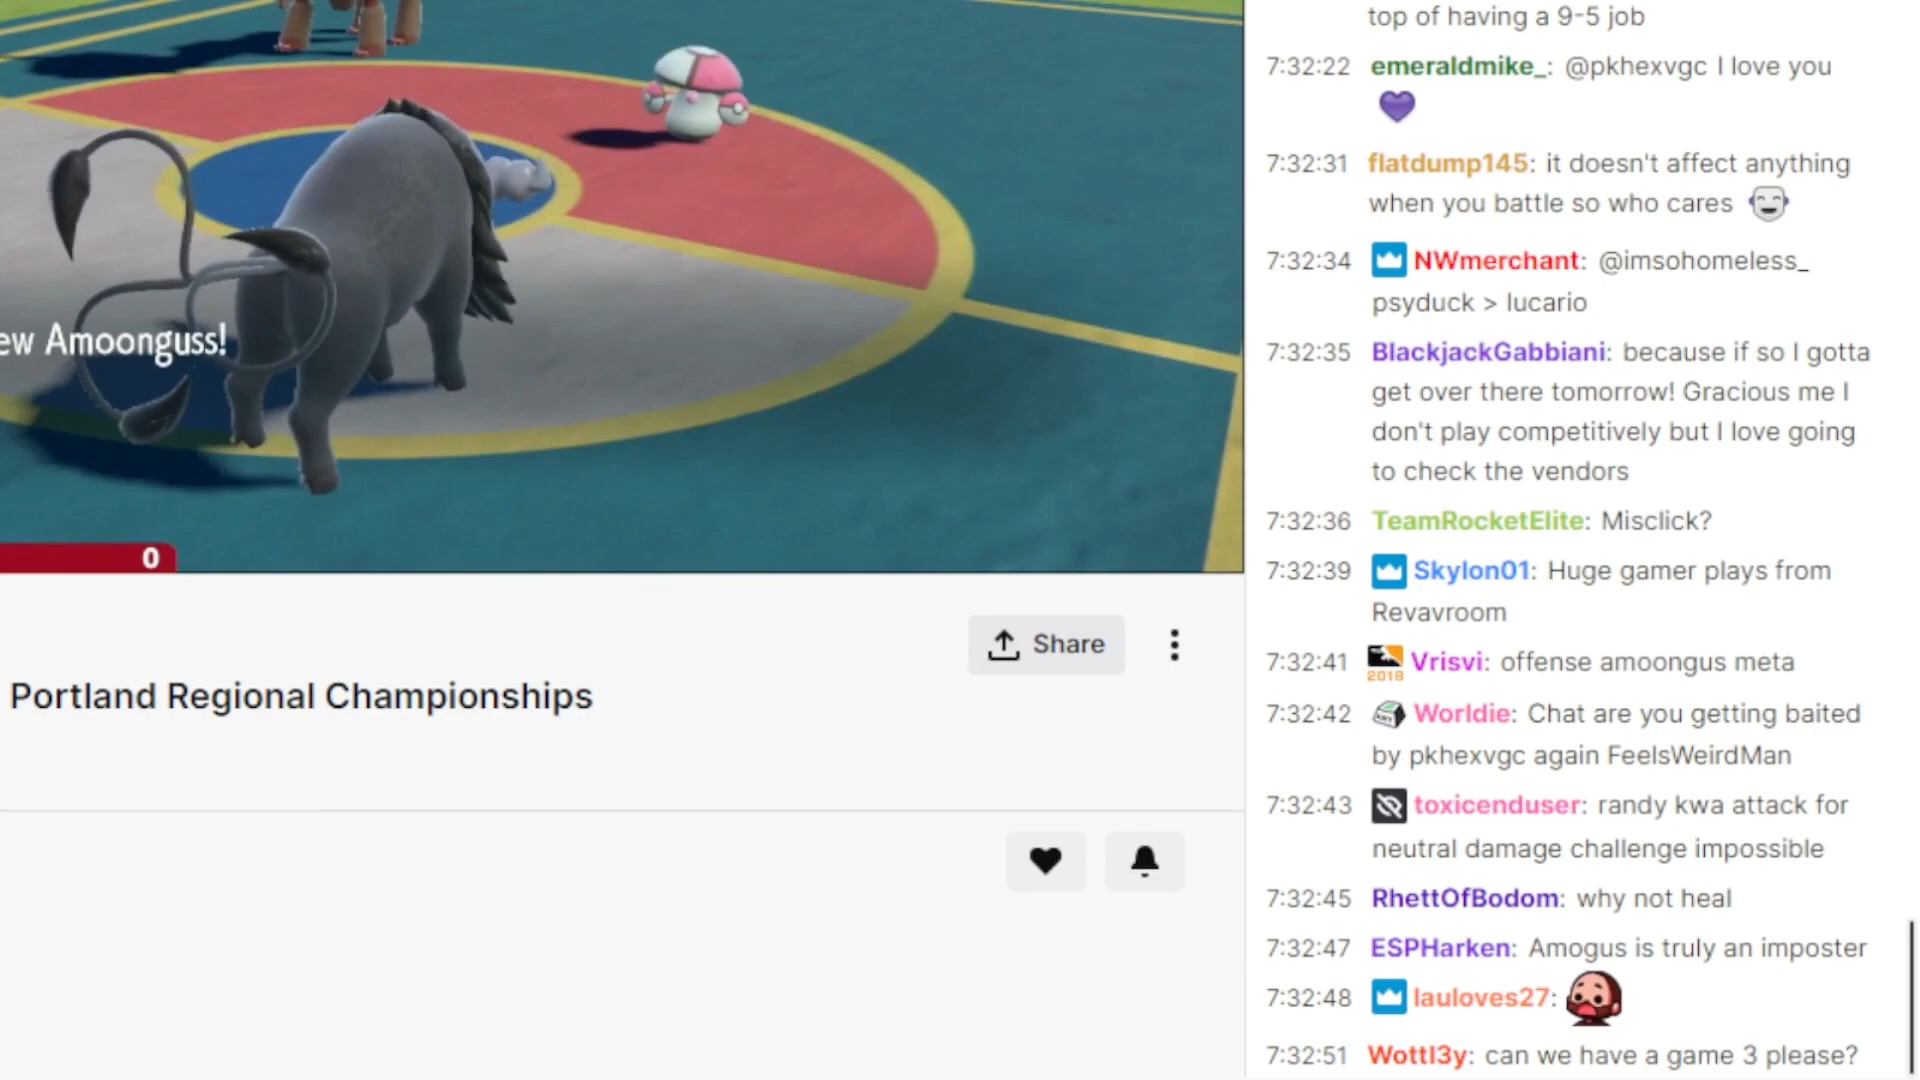 ew Amoonguss!
0
Share
Portland Regional Championships
top of having a 9-5 job
7:32:22 emeraldmike_: @pkhexvgc I love you
7:32:31 flatdump145: it doesn't affect anything
when you battle so who cares
7:32:34 NWmerchant: @imsohomeless_
psyduck > lucario
7:32:35 BlackjackGabbiani: because if so I gotta
get over there tomorrow! Gracious me I
don't play competitively but I love going
to check the vendors
7:32:36 TeamRocketElite: Misclick?
7:32:39 Skylon01: Huge gamer plays from
Revavroom
7:32:41 2018 Vrisvi: offense amoongus meta
7:32:42 Worldie: Chat are you getting baited
by pkhexvgc again FeelsWeirdMan
7:32:43 toxicenduser: randy kwa attack for
neutral damage challenge impossible
7:32:45 RhettOfBodom: why not heal
7:32:47 ESPHarken: Amogus is truly an imposter
7:32:48 lauloves27:
7:32:51 Wottl3y: can we have a game 3 please?